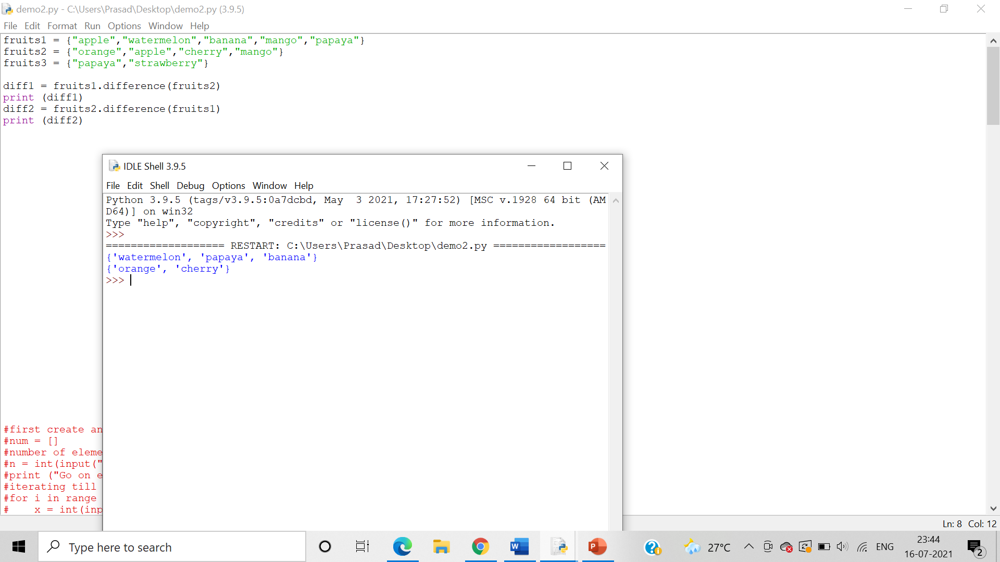 demo2.py - C:\Users\Prasad\Desktop\demo2.py (3.9.5)
File Edit Format Run Options Window Help
fruits1 = {"apple","watermelon","banana","mango","papaya"}
fruits2 = {"orange","apple","cherry","mango"}
fruits3 = {"papaya","strawberry"}
diff1 = fruits1.difference(fruits2)
print (diff1)
diff2 = fruits2.difference(fruits1)
print (diff2)
IDLE Shell 3.9.5
File Edit Shell Debug Options Window Help
Python 3.9.5 (tags/v3.9.5:0a7dcbd, May  3 2021, 17:27:52) [MSC v.1928 64 bit (AM
D64)] on win32
Type "help", "copyright", "credits" or "license()" for more information.
>>>
=================== RESTART: C:\Users\Prasad\Desktop\demo2.py ==================
{'watermelon', 'papaya', 'banana'}
{'orange', 'cherry'}
>>>
#first create an
#num = []
#number of eleme
#n = int(input("
#print ("Go on e
#iterating till
#for i in range
#    x = int(inp
Ln: 8 Col: 12
Type here to search
27°C
ENG
23:44
16-07-2021
2